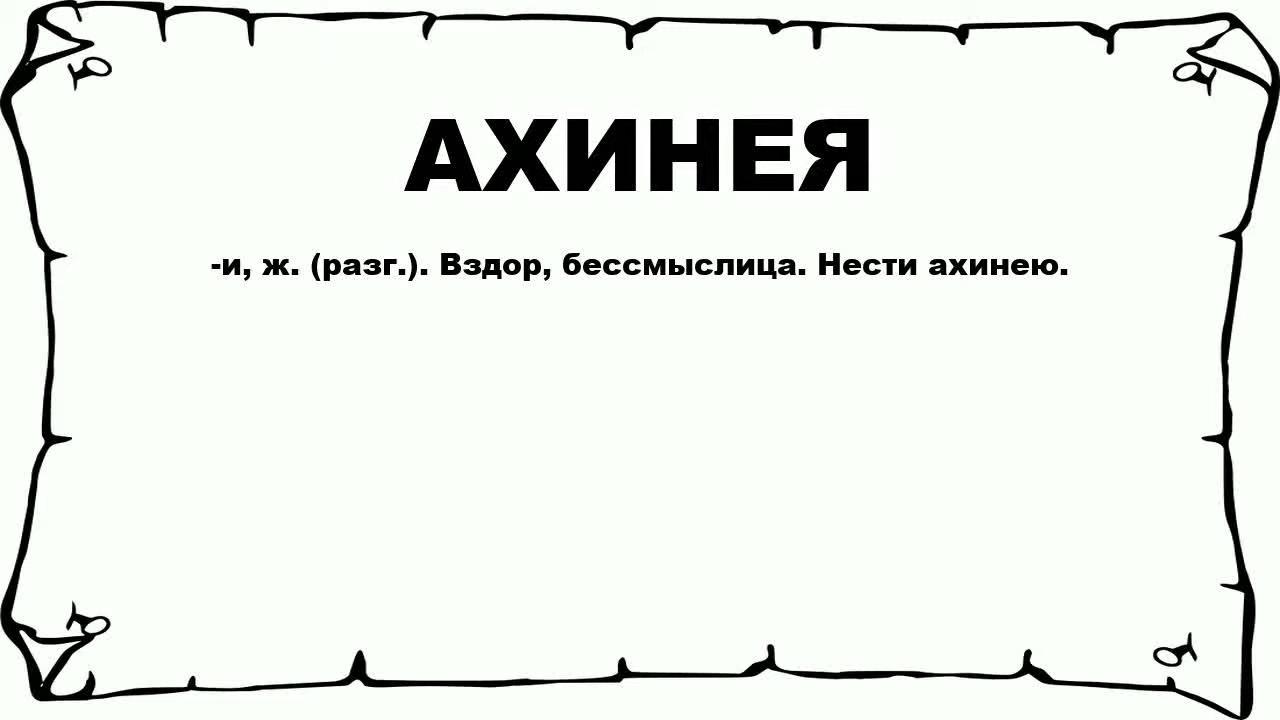 АХИНЕЯ
-и, ж. (разг.). Вздор, бессмыслица. Нести ахинею.